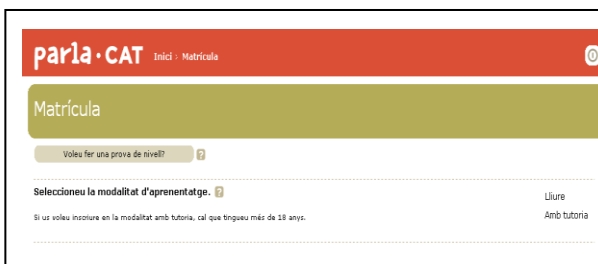 parla·CAT Inici › Matrícula
Matrícula
Voleu fer una prova de nivell? ?
Seleccioneu la modalitat d'aprenentatge. ?
Lliure
Si us voleu inscriure en la modalitat amb tutoria, cal que tingueu més de 18 anys.
Amb tutoria